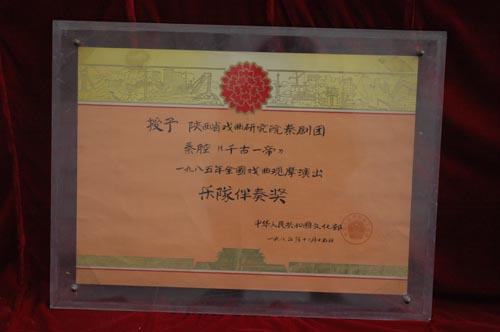 授予 陕西省戏曲研究院秦剧团
秦腔《千古一帝》
一九八五年全国戏曲观摩演出
乐队伴奏奖
中华人民共和国文化部